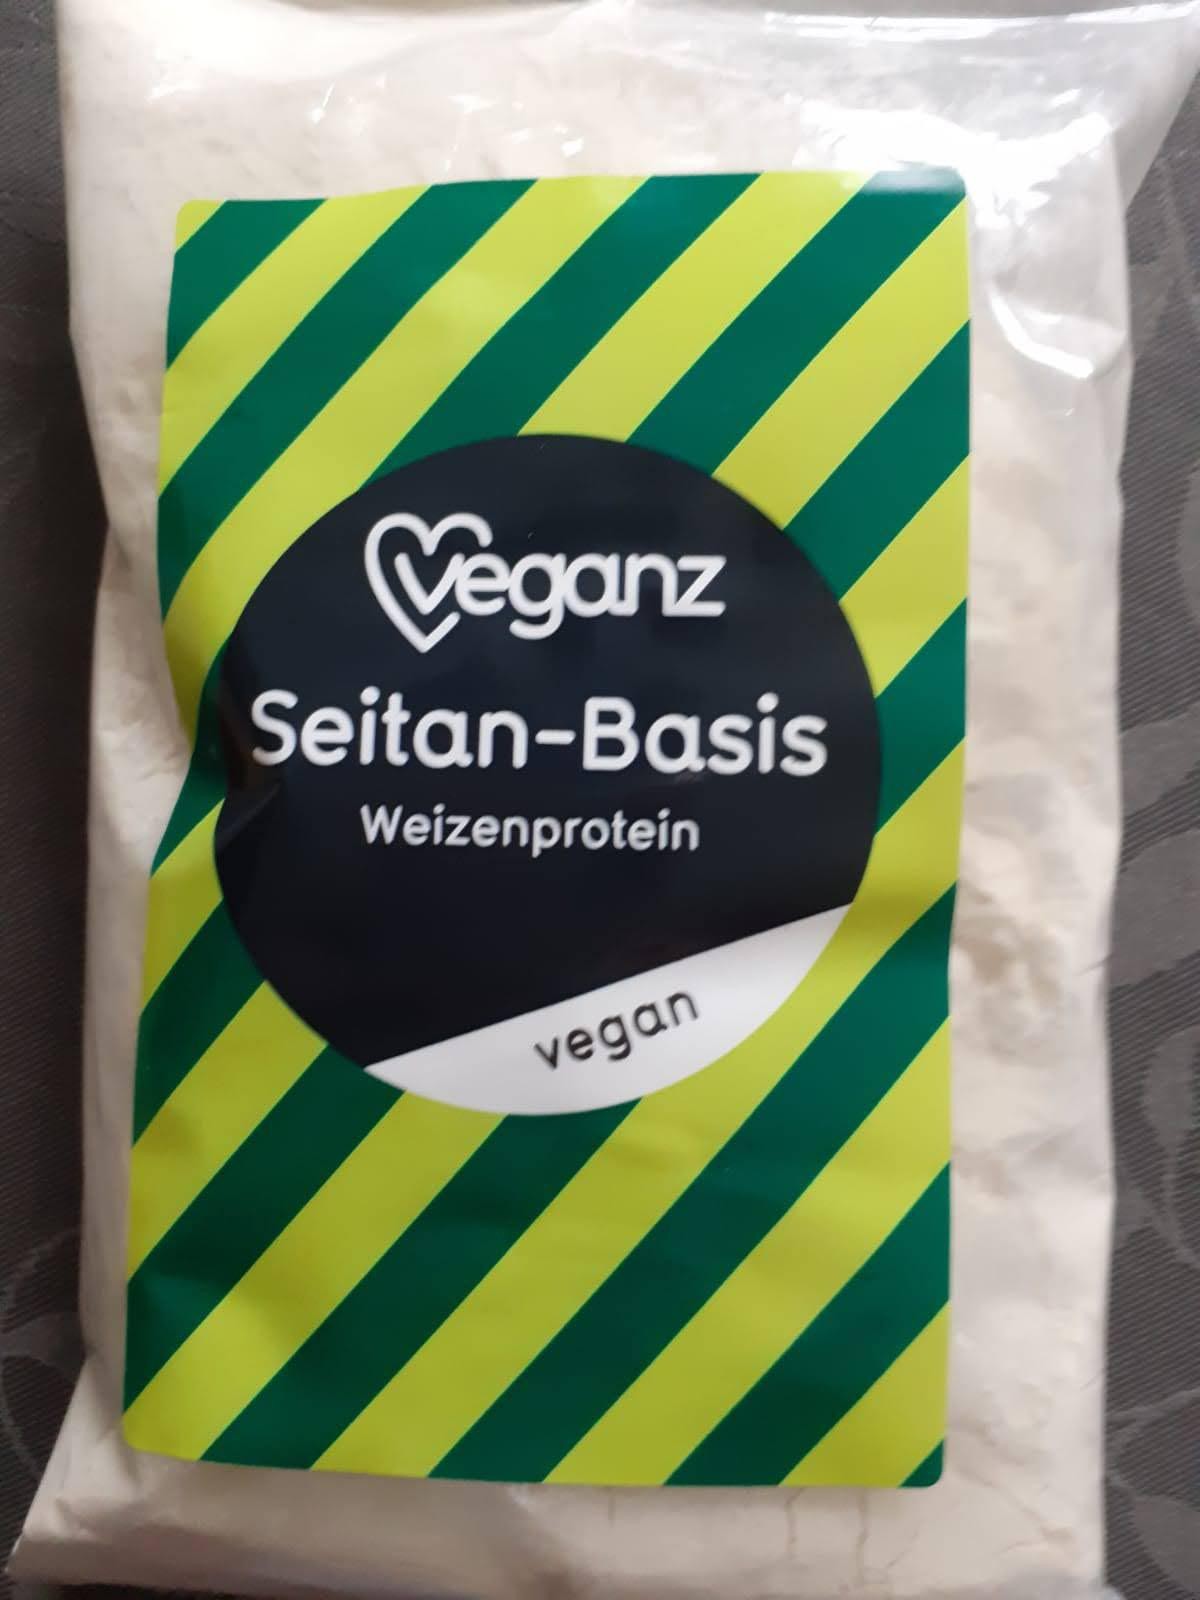 veganz
Seitan-Basis
Weizenprotein
vegan